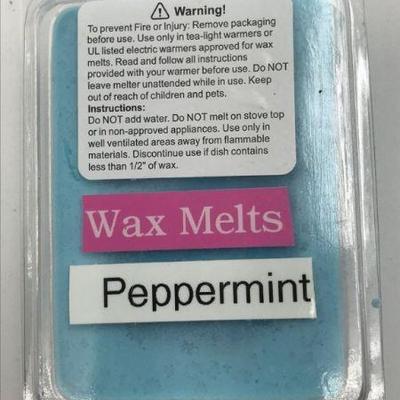 ⚠ Warning!
To prevent Fire or Injury: Remove packaging
before use. Use only in tea-light warmers or
UL listed electric warmers approved for wax
melts. Read and follow all instructions
provided with your warmer before use. Do NOT
leave melter unattended while in use. Keep
out of reach of children and pets.
Instructions:
Do NOT add water. Do NOT melt on stove top
or in non-approved appliances. Use only in
well ventilated areas away from flammable
materials. Discontinue use if dish contains
less than 1/2" of wax.
Wax Melts
Peppermint